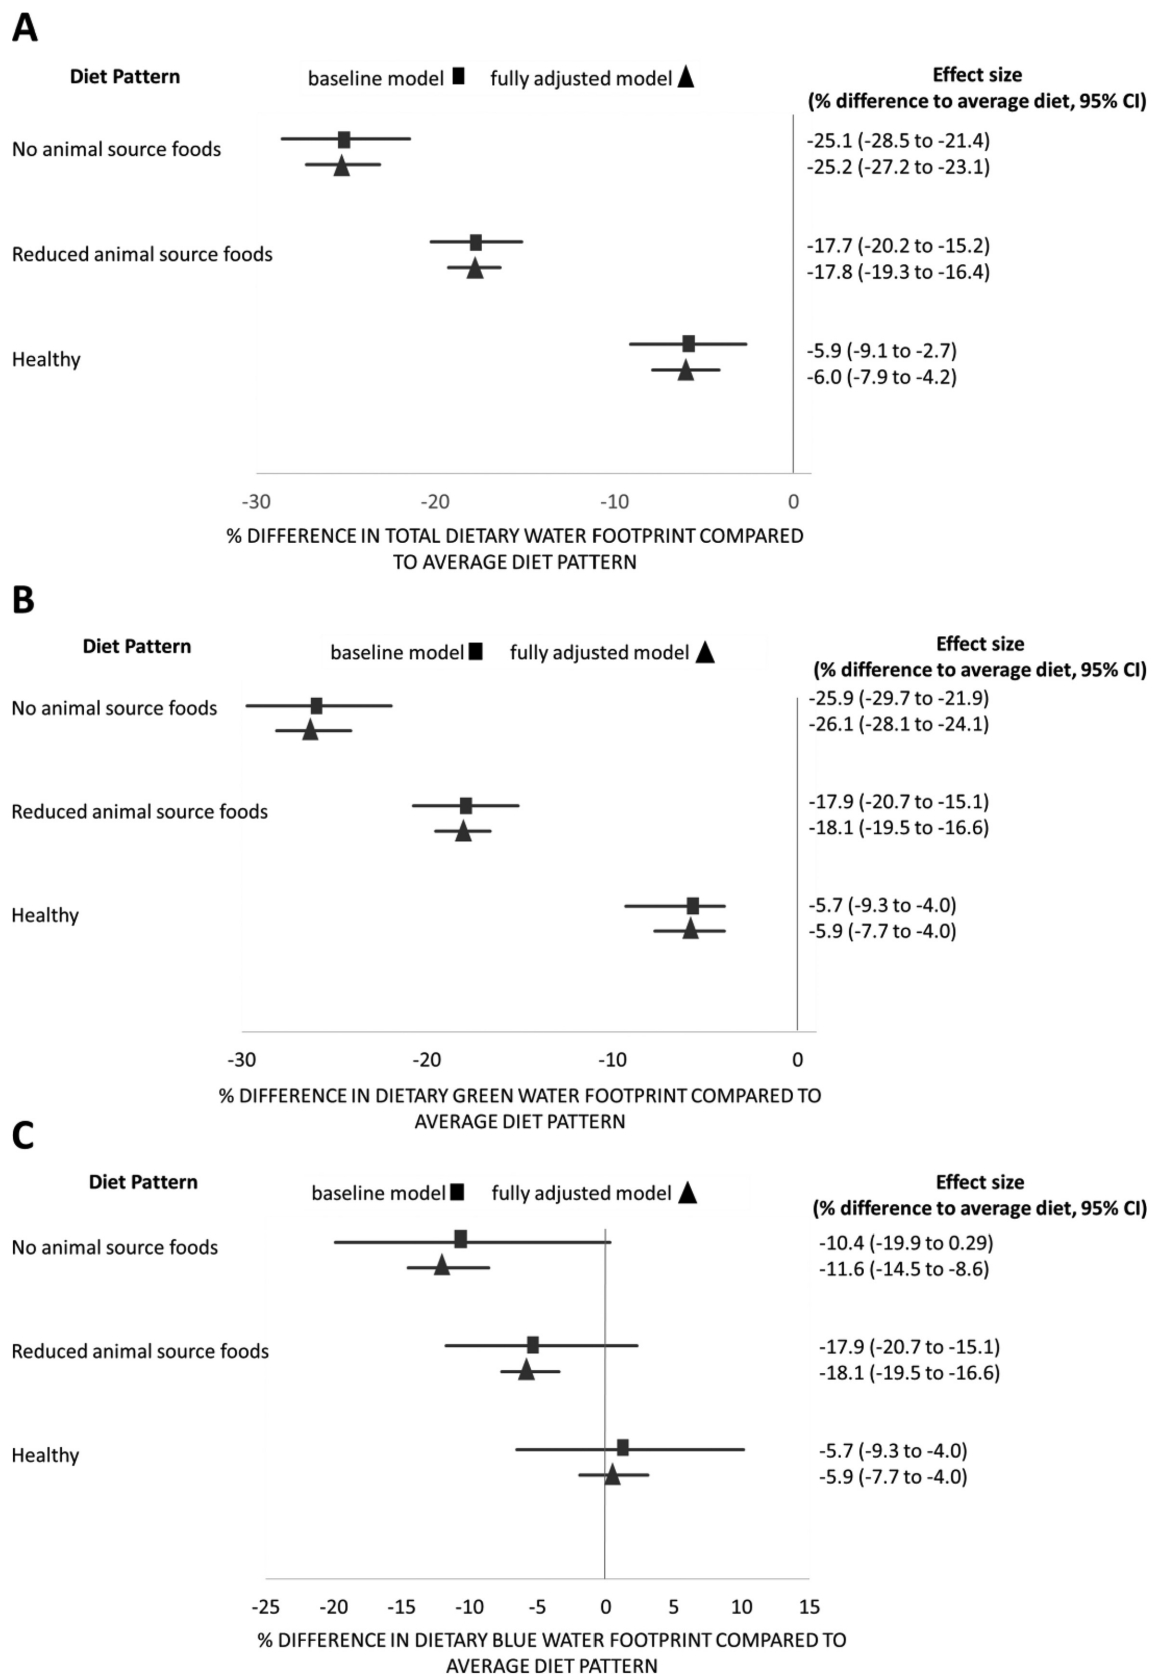 A
Diet Pattern
baseline model
fully adjusted model
Effect size
(% difference to average diet, 95% CI)
No animal source foods
-25.1 (-28.5 to -21.4)
-25.2 (-27.2 to -23.1)
Reduced animal source foods
-17.7 (-20.2 to -15.2)
-17.8 (-19.3 to -16.4)
Healthy
-5.9 (-9.1 to -2.7)
-6.0 (-7.9 to -4.2)
-30 -20 -10 0
% DIFFERENCE IN TOTAL DIETARY WATER FOOTPRINT COMPARED
TO AVERAGE DIET PATTERN
B
Diet Pattern
baseline model
fully adjusted model
Effect size
(% difference to average diet, 95% CI)
No animal source foods
-25.9 (-29.7 to -21.9)
-26.1 (-28.1 to -24.1)
Reduced animal source foods
-17.9 (-20.7 to -15.1)
-18.1 (-19.5 to -16.6)
Healthy
-5.7 (-9.3 to -4.0)
-5.9 (-7.7 to -4.0)
-30 -20 -10 0
% DIFFERENCE IN DIETARY GREEN WATER FOOTPRINT COMPARED TO
AVERAGE DIET PATTERN
C
Diet Pattern
baseline model
fully adjusted model
Effect size
(% difference to average diet, 95% CI)
No animal source foods
-10.4 (-19.9 to 0.29)
-11.6 (-14.5 to -8.6)
Reduced animal source foods
-17.9 (-20.7 to -15.1)
-18.1 (-19.5 to -16.6)
Healthy
-5.7 (-9.3 to -4.0)
-5.9 (-7.7 to -4.0)
-25 -20 -15 -10 -5 0 5 10 15
% DIFFERENCE IN DIETARY BLUE WATER FOOTPRINT COMPARED TO
AVERAGE DIET PATTERN